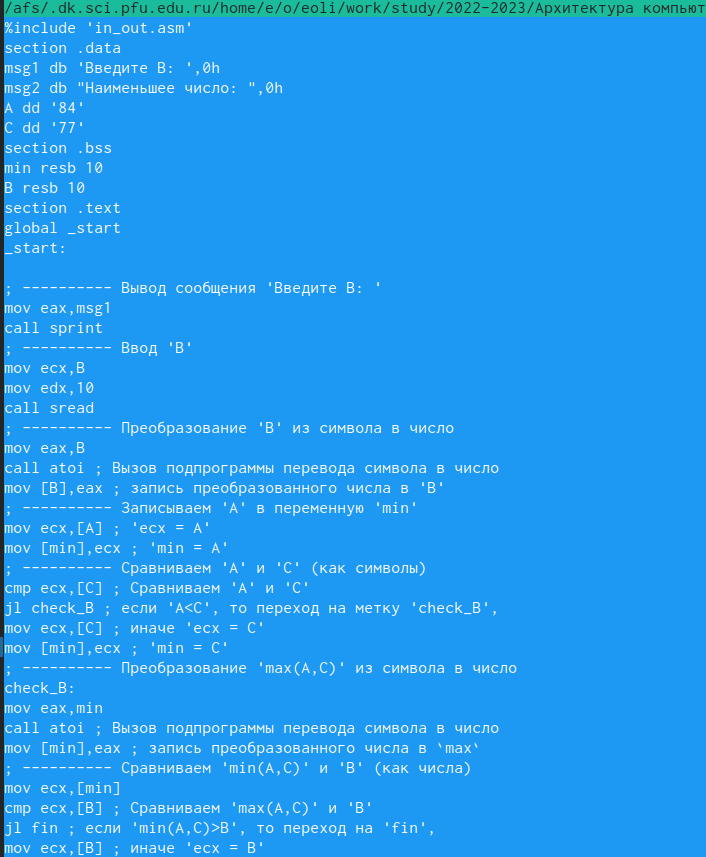 /afs/.dk.sci.pfu.edu.ru/home/e/o/eoli/work/study/2022-2023/Архитектура компьют
%include 'in_out.asm'
section .data
msg1 db 'Введите B: ',0h
msg2 db "Наименьшее число: ",0h
A dd '84'
C dd '77'
section .bss
min resb 10
B resb 10
section .text
global _start
_start:
; ---------- Вывод сообщения 'Введите B: '
mov eax,msg1
call sprint
; ---------- Ввод 'B'
mov ecx,B
mov edx,10
call sread
; ---------- Преобразование 'B' из символа в число
mov eax,B
call atoi ; Вызов подпрограммы перевода символа в число
mov [B],eax ; запись преобразованного числа в 'B'
; ---------- Записываем 'A' в переменную 'min'
mov ecx,[A] ; 'ecx = A'
mov [min],ecx ; 'min = A'
; ---------- Сравниваем 'A' и 'C' (как символы)
cmp ecx,[C] ; Сравниваем 'A' и 'C'
jl check_B ; если 'A<C', то переход на метку 'check_B',
mov ecx,[C] ; иначе 'ecx = C'
mov [min],ecx ; 'min = C'
; ---------- Преобразование 'max(A,C)' из символа в число
check_B:
mov eax,min
call atoi ; Вызов подпрограммы перевода символа в число
mov [min],eax ; запись преобразованного числа в `max`
; ---------- Сравниваем 'min(A,C)' и 'B' (как числа)
mov ecx,[min]
cmp ecx,[B] ; Сравниваем 'max(A,C)' и 'B'
jl fin ; если 'min(A,C)>B', то переход на 'fin',
mov ecx,[B] ; иначе 'ecx = B'